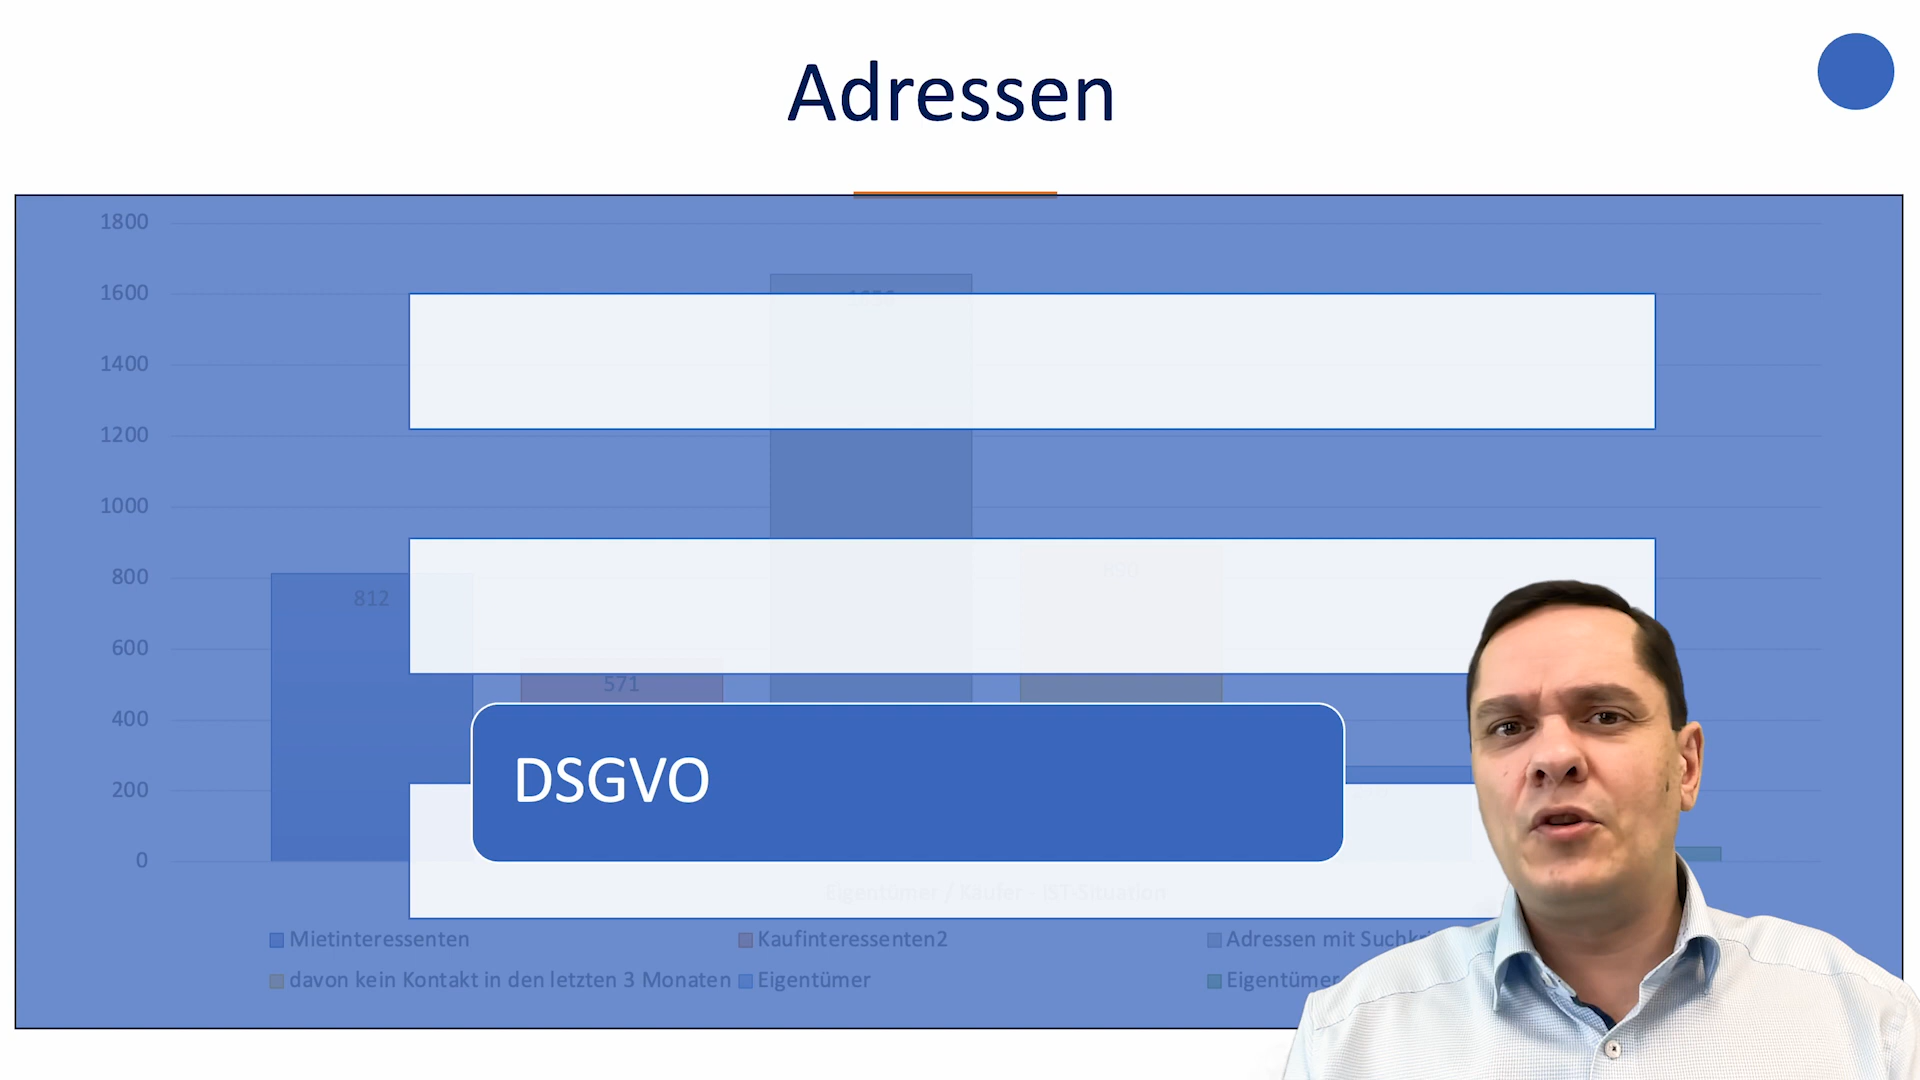 Adressen
1800
1600
1400
1200
1000
800
812
600
571
400
DSGVO
200
0
Eigentümer / Käufer IST-Situation
Mietinteressenten
Kaufinteressenten2
Adressen mit
davon kein Kontakt in den letzten 3 Monaten
Eigentümer
Eigentümer